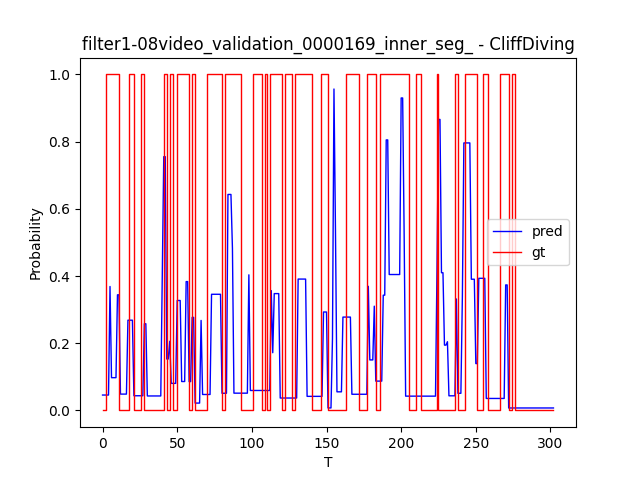 filter1-08video_validation_0000169_inner_seg_ - CliffDiving
1.0
0.8
0.6
0.4
0.2
0.0
Probability
pred
gt
0 50 100 150 200 250 300
T